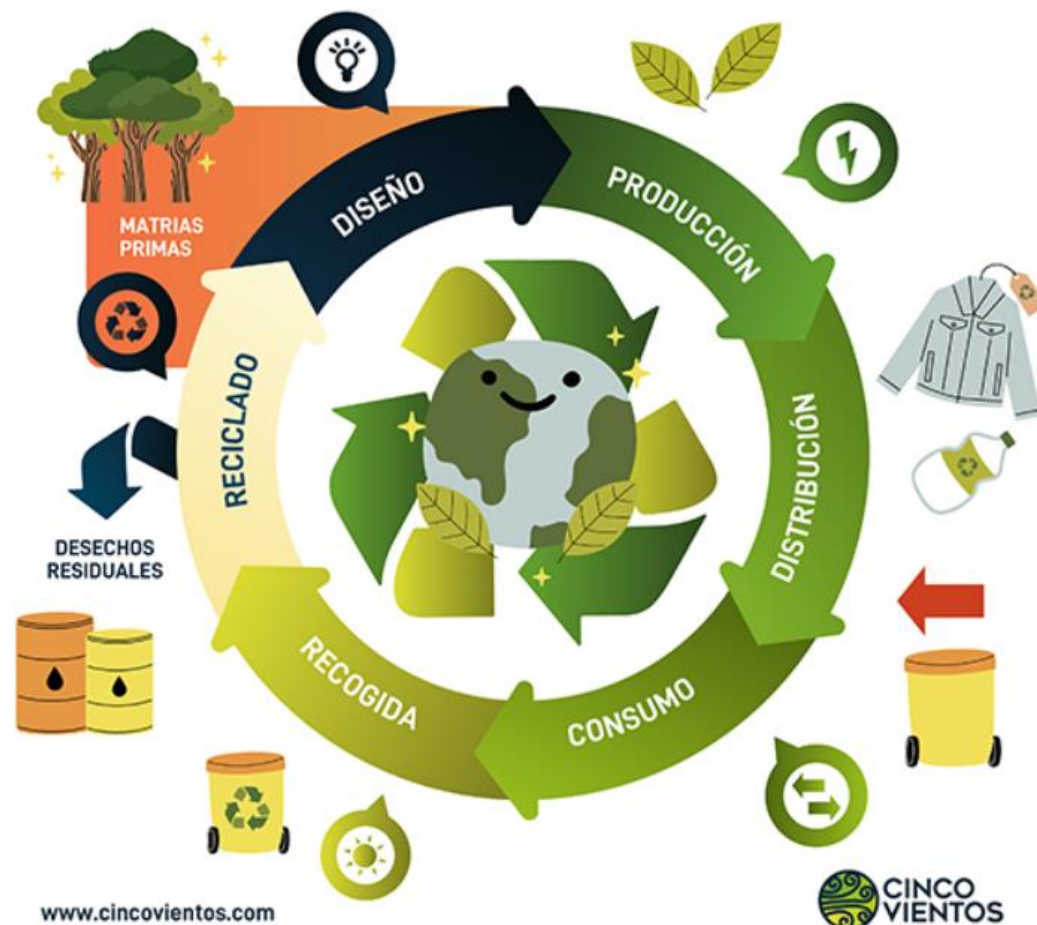 MATRIAS
PRIMAS
DISEÑO
PRODUCCIÓN
DISTRIBUCIÓN
CONSUMO
RECOGIDA
RECICLADO
DESECHOS
RESIDUALES
www.cincovientos.com
CINCO
VIENTOS